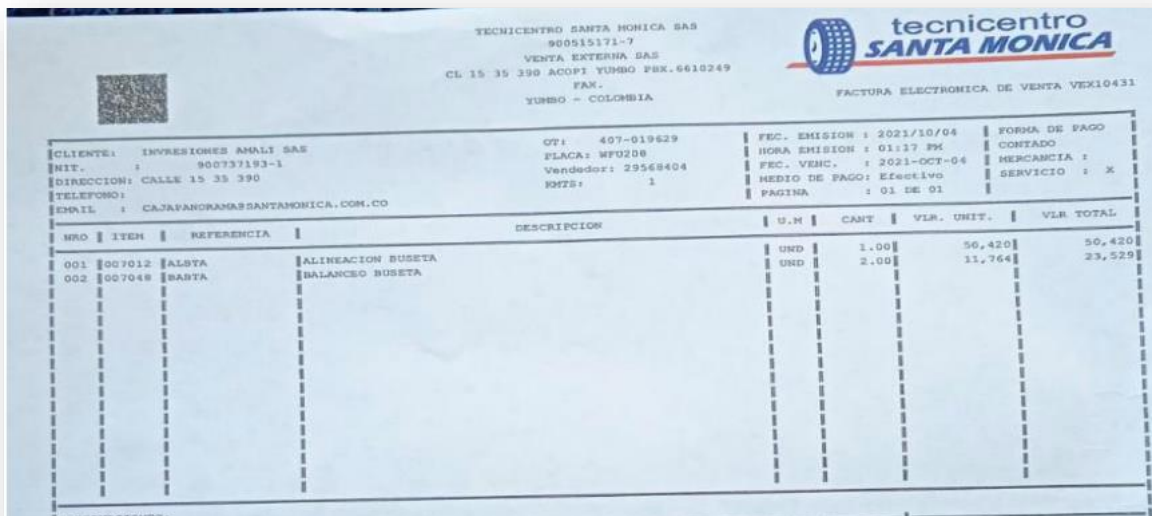 TECNICENTRO SANTA MONICA SAS
900515171-7
VENTA EXTERNA SAS
CL 15 35 390 ACOPI YUMBO PBX.6610249
FAX.
YUMBO - COLOMBIA
tecnicentro
SANTA MONICA
FACTURA ELECTRONICA DE VENTA VEX10431
CLIENTE: INVRESIONES AMALI SAS
NIT. : 900737193-1
DIRECCION: CALLE 15 35 390
TELEFONO:
EMAIL : CAJAPANORAMA@SANTAMONICA.COM.CO
OT: 407-019629
PLACA: WFU208
Vendedor: 29568404
KMTS: 1
FEC. EMISION : 2021/10/04
HORA EMISION : 01:17 PM
FEC. VENC. : 2021-OCT-04
MEDIO DE PAGO: Efectivo
PAGINA : 01 DE 01
FORMA DE PAGO
CONTADO
MERCANCIA :
SERVICIO : X
NRO ITEM REFERENCIA DESCRIPCION U.M CANT VLR. UNIT. VLR TOTAL
001 007012 ALBTA ALINEACION BUSETA UND 1.00 50,420 50,420
002 007048 BABTA BALANCEO BUSETA UND 2.00 11,764 23,529